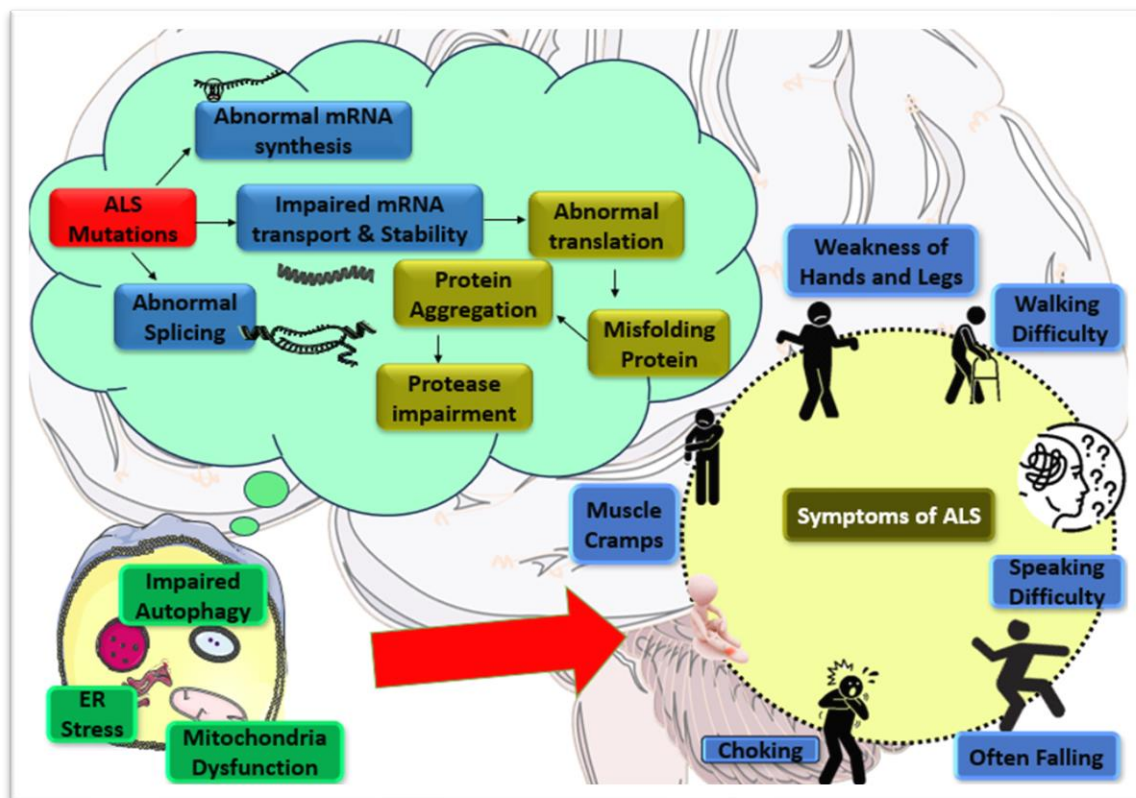 Abnormal mRNA
synthesis
ALS
Mutations
Impaired mRNA
transport & Stability
Abnormal
translation
Abnormal
Splicing
Protein
Aggregation
Misfolding
Protein
Protease
impairment
Weakness of
Hands and Legs
Walking
Difficulty
Muscle
Cramps
Symptoms of ALS
Speaking
Difficulty
Impaired
Autophagy
ER
Stress
Mitochondria
Dysfunction
Choking
Often Falling